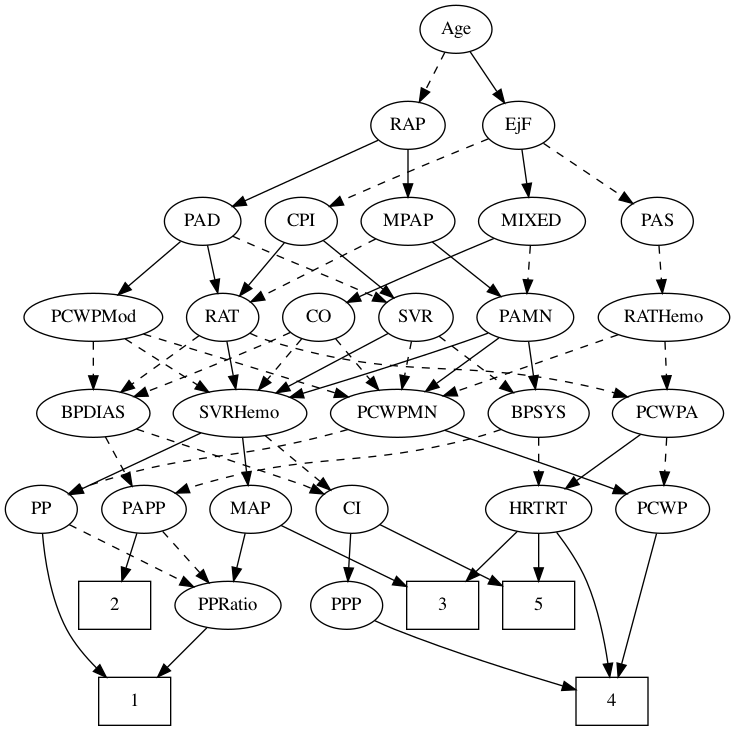 Age
RAP
EjF
PAD
CPI
MPAP
MIXED
PAS
PCWPMod
RAT
CO
SVR
PAMN
RATHemo
BPDIAS
SVRHemo
PCWPMN
BPSYS
PCWPA
PP
PAPP
MAP
CI
HRTRT
PCWP
2
PPRatio
PPP
3
5
1
4